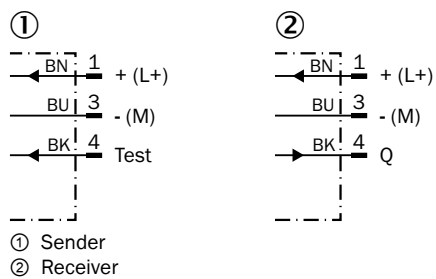 ① ②
BN 1 + (L+) BN 1 + (L+)
BU 3 - (M) BU 3 - (M)
BK 4 Test BK 4 Q
① Sender
② Receiver